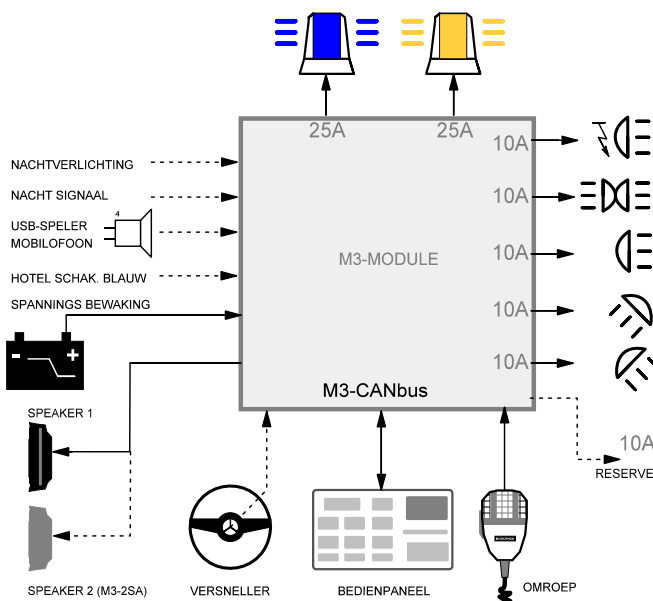 25A
25A
10A
NACHTVERLICHTING
NACHT SIGNAAL
10A
4
USB-SPELER
MOBILOFOON
10A
M3-MODULE
HOTEL SCHAK. BLAUW
SPANNINGS BEWAKING
10A
- +
10A
M3-CANbus
SPEAKER 1
10A
RESERVE
MICROPHON
SPEAKER 2 (M3-2SA)
VERSNELLER
BEDIENPANEEL
OMROEP